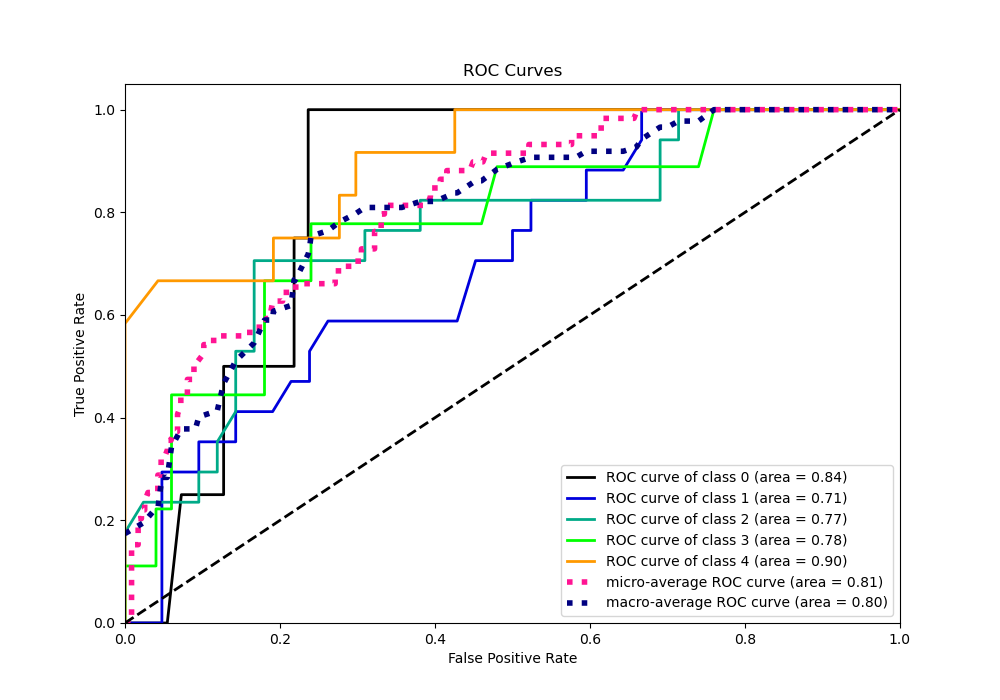 ROC Curves
True Positive Rate
1.0
0.8
0.6
0.4
0.2
0.0
0.0 0.2 0.4 0.6 0.8 1.0
False Positive Rate
ROC curve of class 0 (area = 0.84)
ROC curve of class 1 (area = 0.71)
ROC curve of class 2 (area = 0.77)
ROC curve of class 3 (area = 0.78)
ROC curve of class 4 (area = 0.90)
micro-average ROC curve (area = 0.81)
macro-average ROC curve (area = 0.80)